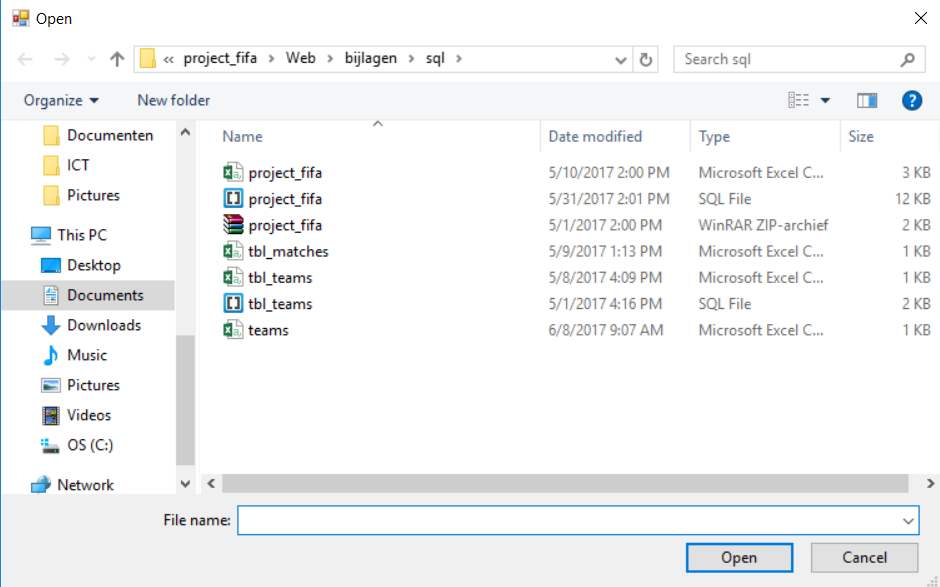 Open
« project_fifa > Web > bijlagen > sql >
Search sql
Organize
New folder
?
Documenten
ICT
Pictures
This PC
Desktop
Documents
Downloads
Music
Pictures
Videos
OS (C:)
Network
Name Date modified Type Size
project_fifa 5/10/2017 2:00 PM Microsoft Excel C... 3 KB
project_fifa 5/31/2017 2:01 PM SQL File 12 KB
project_fifa 5/1/2017 2:00 PM WinRAR ZIP-archief 2 KB
tbl_matches 5/9/2017 1:13 PM Microsoft Excel C... 1 KB
tbl_teams 5/8/2017 4:09 PM Microsoft Excel C... 1 KB
tbl_teams 5/1/2017 4:16 PM SQL File 2 KB
teams 6/8/2017 9:07 AM Microsoft Excel C... 1 KB
File name:
Open
Cancel